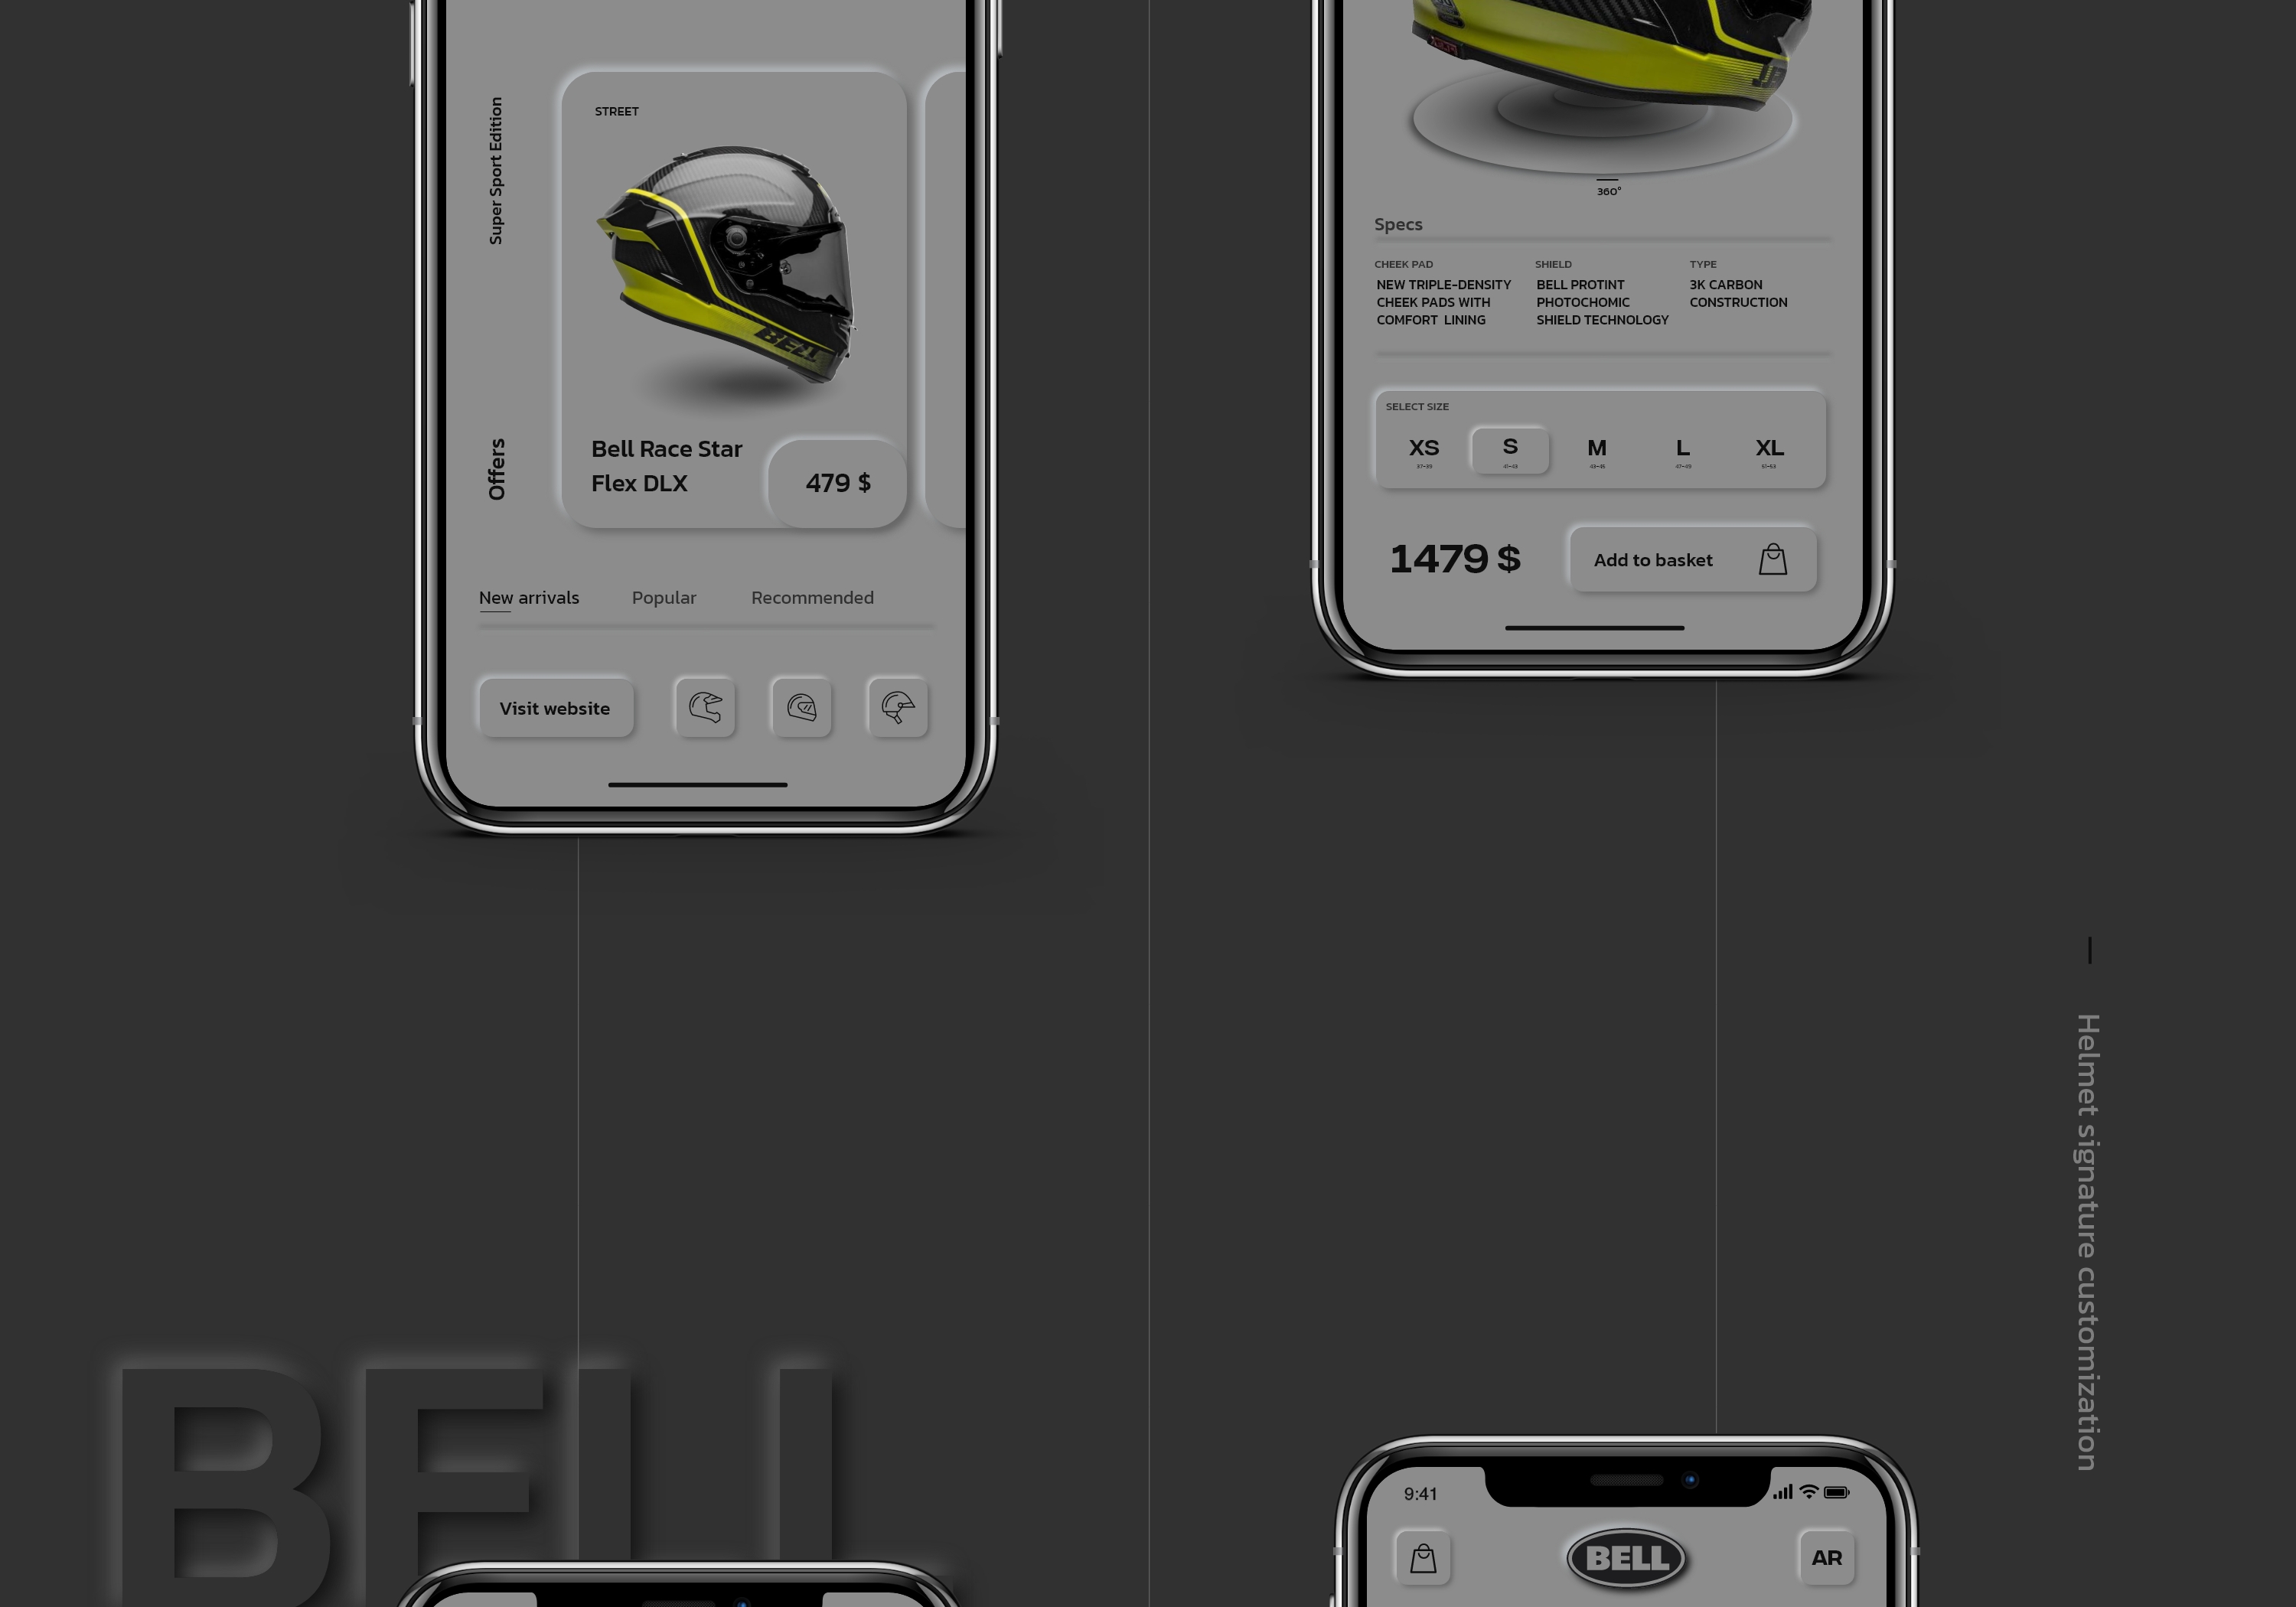 Super Sport Edition
Offers
STREET
BELL
Bell Race Star
Flex DLX
479 $
New arrivals
Popular
Recommended
Visit website
360°
Specs
CHEEK PAD
NEW TRIPLE-DENSITY
CHEEK PADS WITH
COMFORT LINING
SHIELD
BELL PROTINT
PHOTOCHOMIC
SHIELD TECHNOLOGY
TYPE
3K CARBON
CONSTRUCTION
SELECT SIZE
XS
S
M
L
XL
1479 $
Add to basket
Helmet signature customization
BELL
9:41
BELL
AR